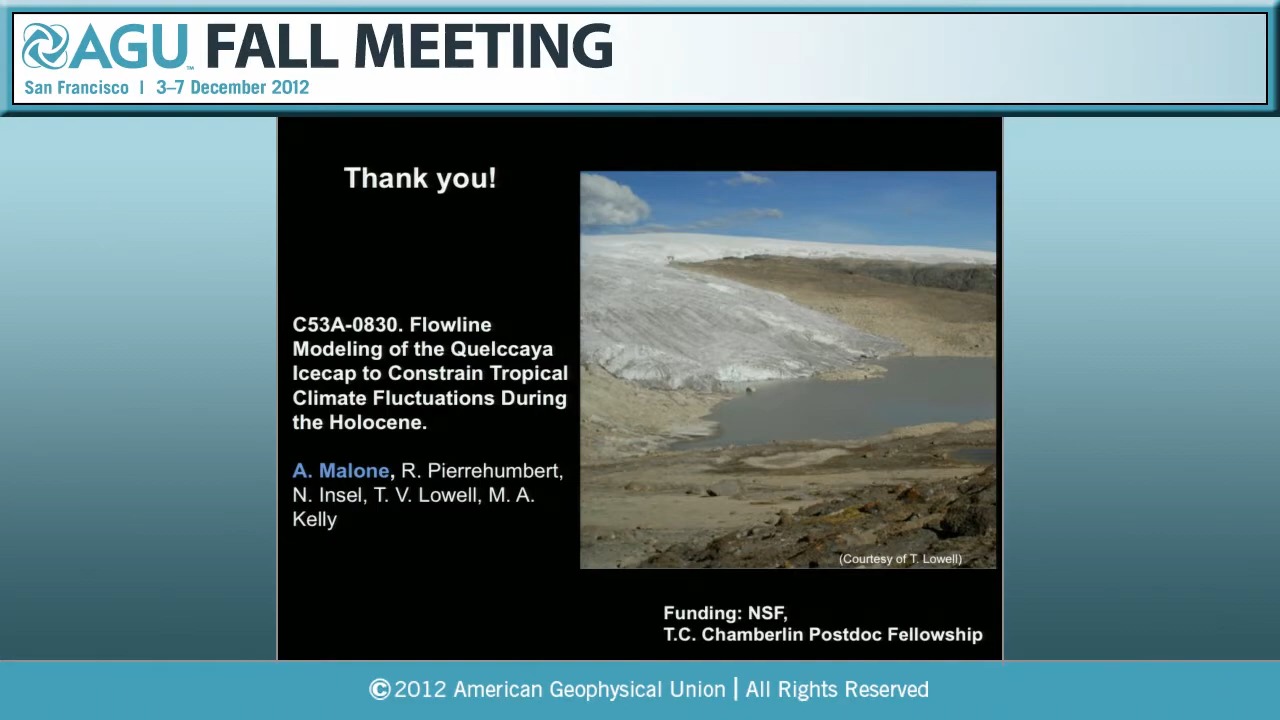 AGU™ FALL MEETING
San Francisco | 3–7 December 2012
Thank you!
C53A-0830. Flowline
Modeling of the Quelccaya
Icecap to Constrain Tropical
Climate Fluctuations During
the Holocene.
A. Malone, R. Pierrehumbert,
N. Insel, T. V. Lowell, M. A.
Kelly
(Courtesy of T. Lowell)
Funding: NSF,
T.C. Chamberlin Postdoc Fellowship
©2012 American Geophysical Union | All Rights Reserved